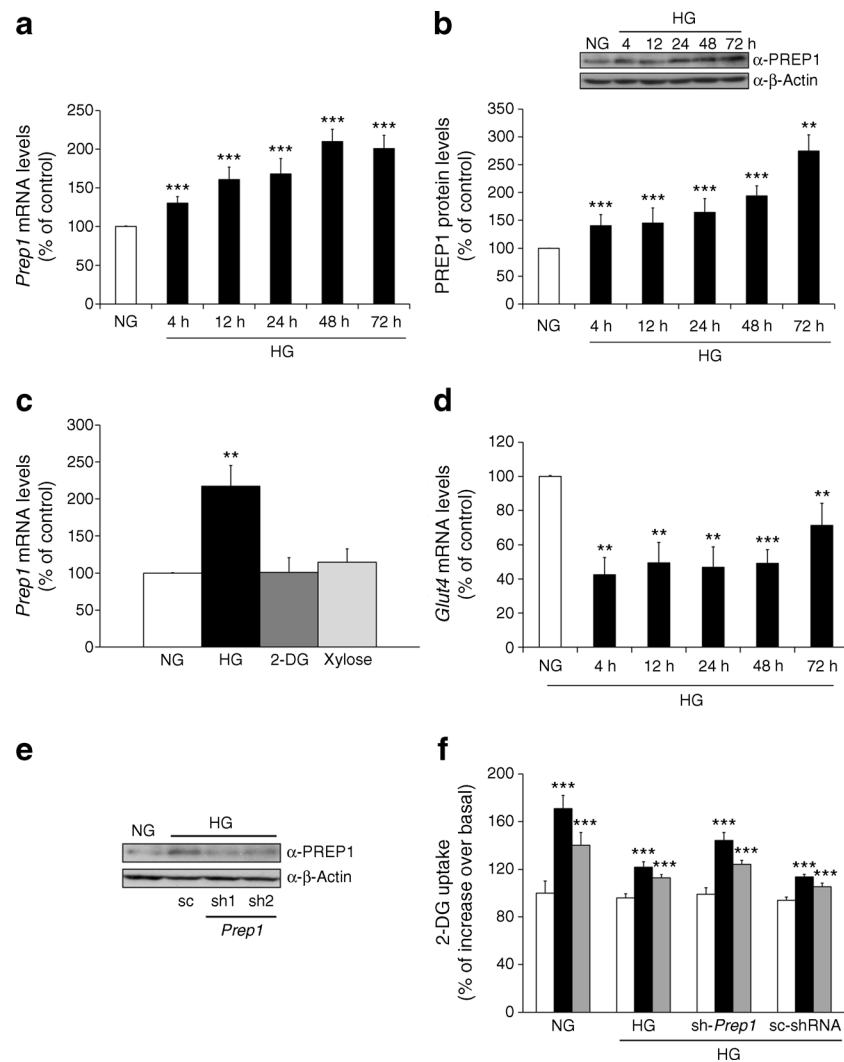 a
Prep1 mRNA levels
(% of control)
250
200
150
100
50
0
***
***
***
***
***
NG
4 h
12 h
24 h
48 h
72 h
HG
b
HG
NG 4 12 24 48 72 h
α-PREP1
α-β-Actin
PREP1 protein levels
(% of control)
350
300
250
200
150
100
50
0
***
***
***
***
**
NG
4 h
12 h
24 h
48 h
72 h
HG
c
Prep1 mRNA levels
(% of control)
300
250
200
150
100
50
0
**
NG
HG
2-DG
Xylose
d
Glut4 mRNA levels
(% of control)
120
100
80
60
40
20
0
**
**
**
***
**
NG
4 h
12 h
24 h
48 h
72 h
HG
e
NG
HG
α-PREP1
α-β-Actin
sc sh1 sh2
Prep1
f
2-DG uptake
(% of increase over basal)
200
160
120
80
40
0
***
***
***
***
***
***
***
***
NG
HG
sh-Prep1
sc-shRNA
HG